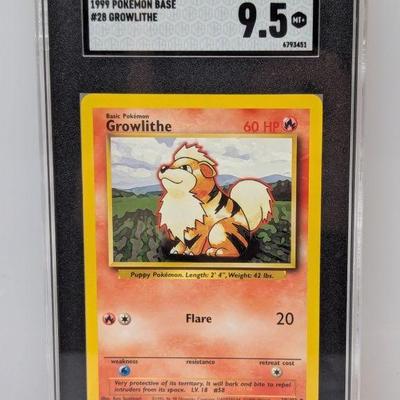 1999 POKEMON BASE
#28 GROWLITHE
9.5 MT+
6793451
Basic Pokémon
Growlithe 60 HP
Puppy Pokémon. Length: 2' 4", Weight: 42 lbs.
Flare 20
weakness resistance retreat cost
Very protective of its territory. It will bark and bite to repel
intruders from its space. LV. 18 #58